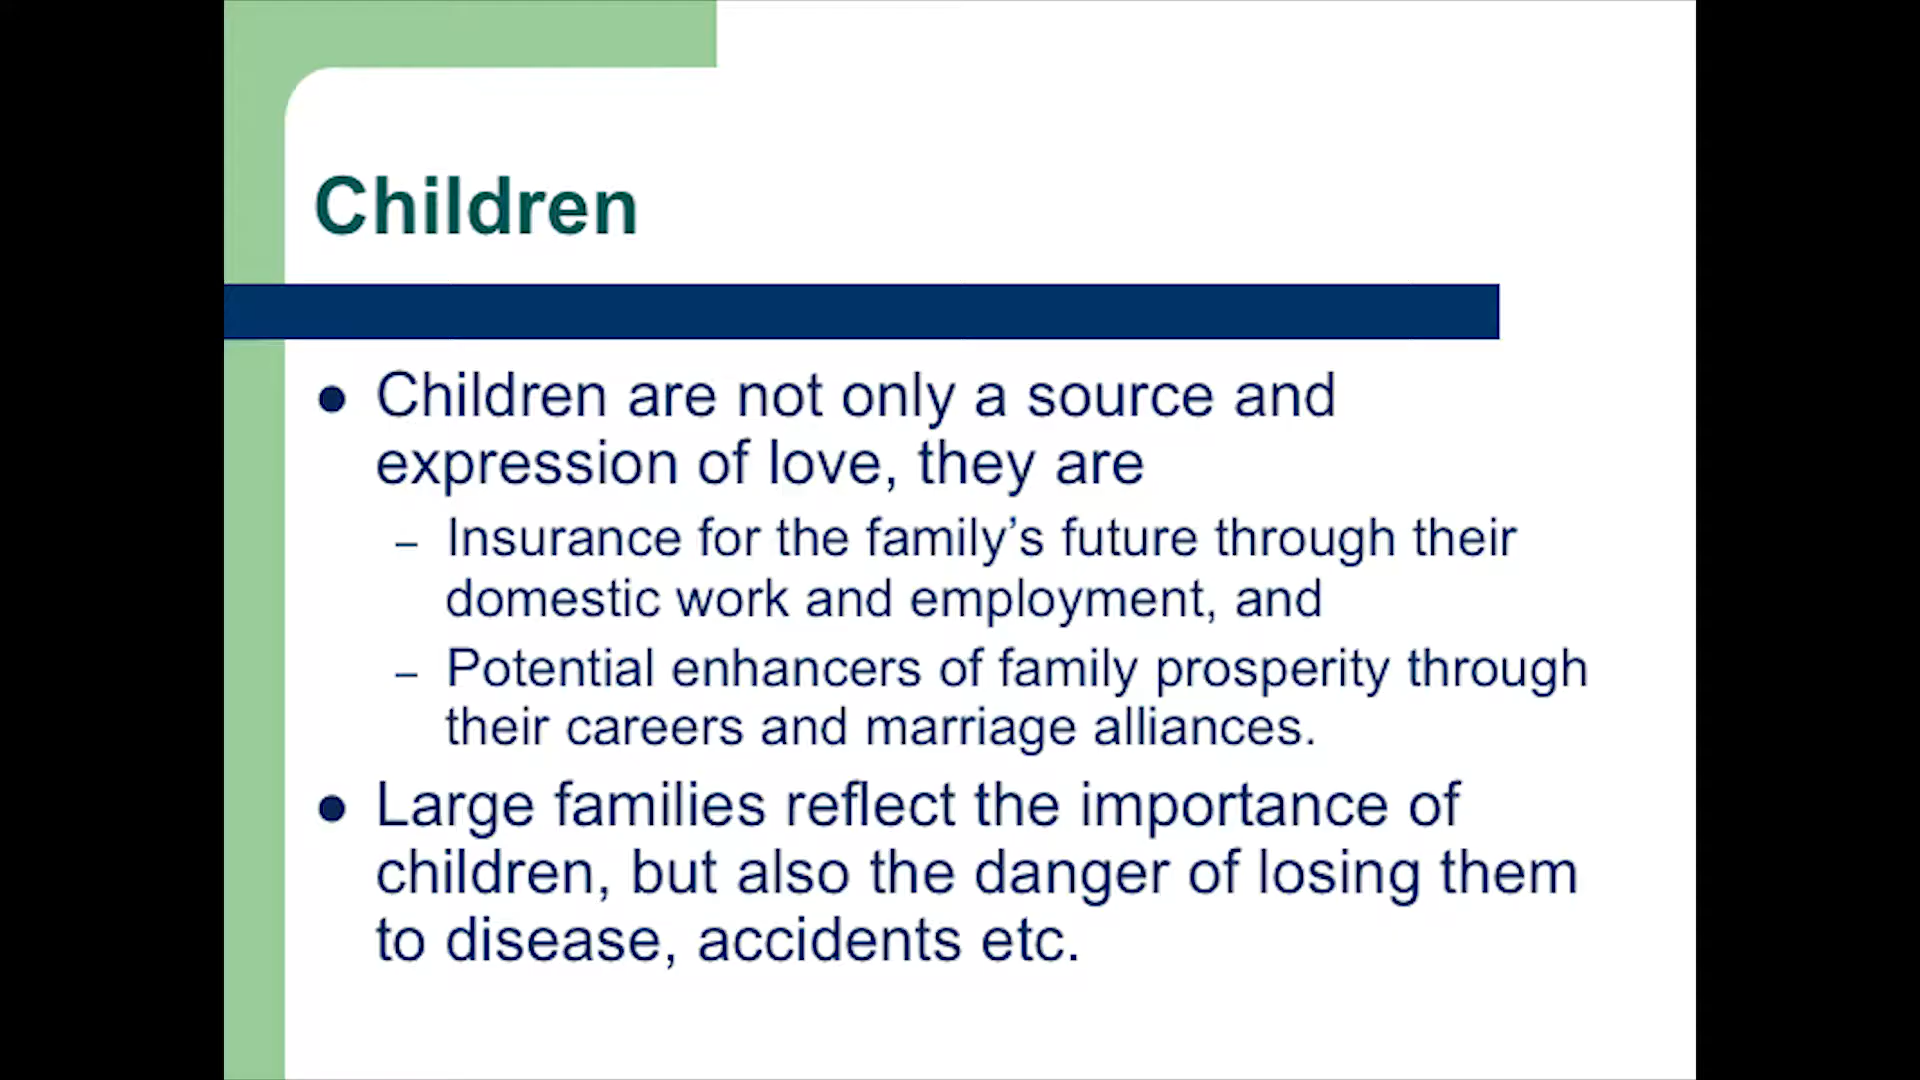 Children
● Children are not only a source and
expression of love, they are
– Insurance for the family’s future through their
domestic work and employment, and
– Potential enhancers of family prosperity through
their careers and marriage alliances.
● Large families reflect the importance of
children, but also the danger of losing them
to disease, accidents etc.